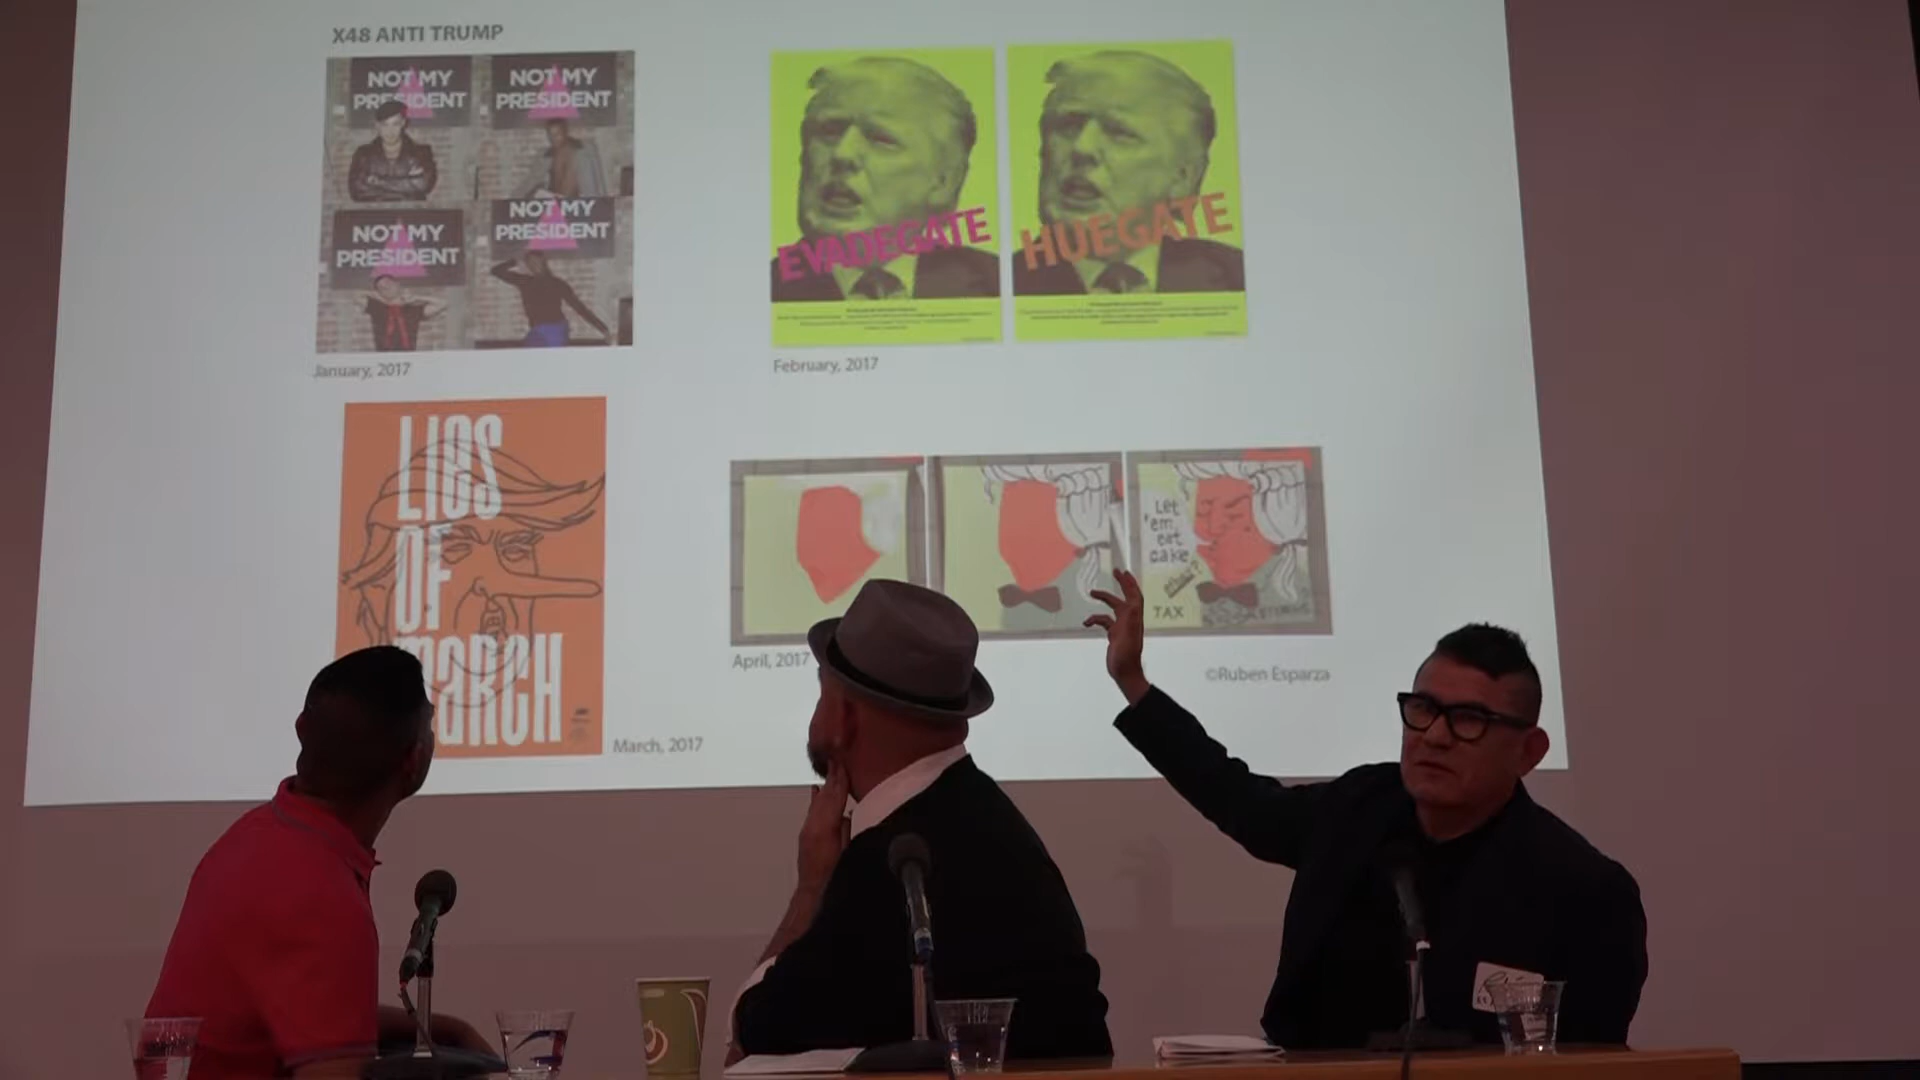 X48 ANTI TRUMP
NOT MY
PRESIDENT
NOT MY
PRESIDENT
NOT MY
PRESIDENT
NOT MY
PRESIDENT
January, 2017
EVADEGATE
HUEGATE
February, 2017
LIES
OF
MARCH
March, 2017
Let
'em
eat
cake
TAX
April, 2017
©Ruben Esparza